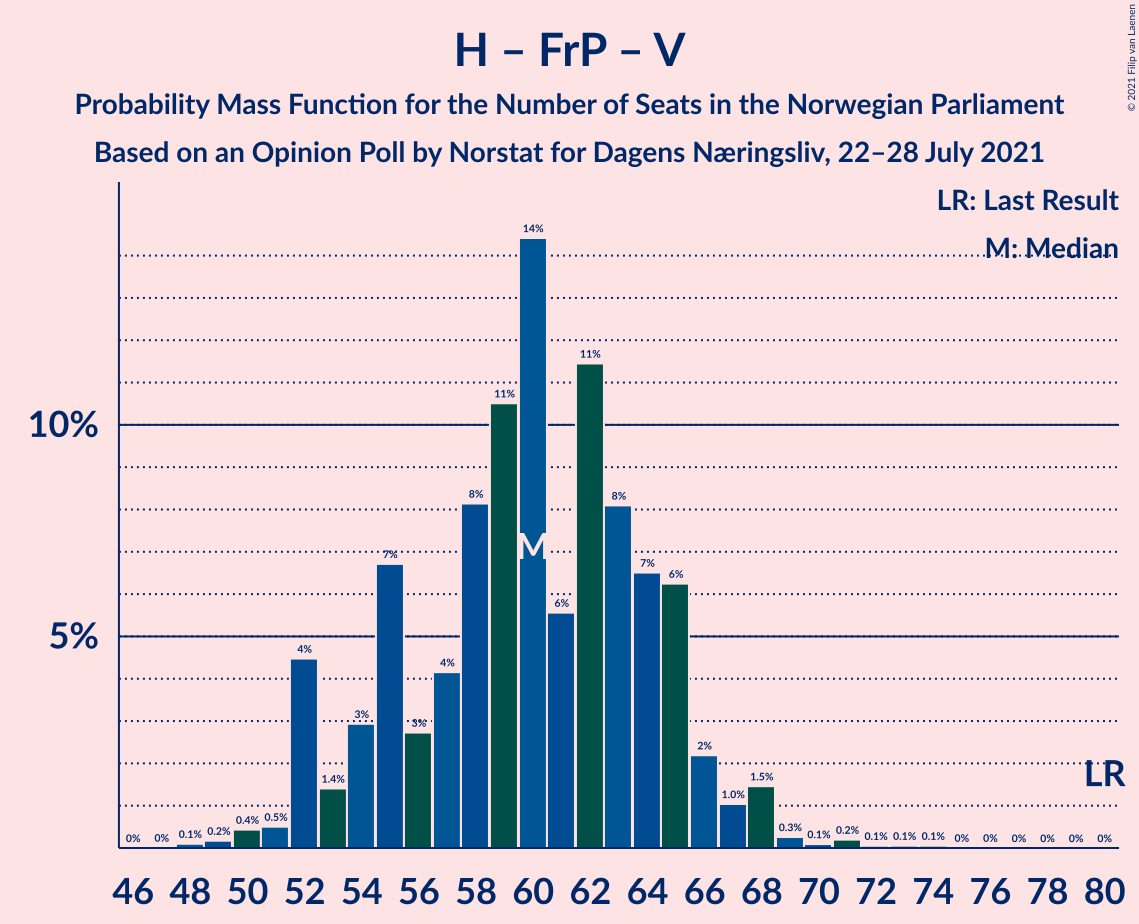 H – FrP – V
Probability Mass Function for the Number of Seats in the Norwegian Parliament
Based on an Opinion Poll by Norstat for Dagens Næringsliv, 22–28 July 2021
© 2021 Filip van Laenen
LR: Last Result
M: Median
10%
5%
0% 0% 0.1% 0.2% 0.4% 0.5% 4% 1.4% 3% 7% 3% 4% 8% 11% 14% 6% 11% 8% 7% 6% 2% 1.0% 1.5% 0.3% 0.1% 0.2% 0.1% 0.1% 0.1% 0% 0% 0% 0% 0% 0%
M
LR
46 48 50 52 54 56 58 60 62 64 66 68 70 72 74 76 78 80